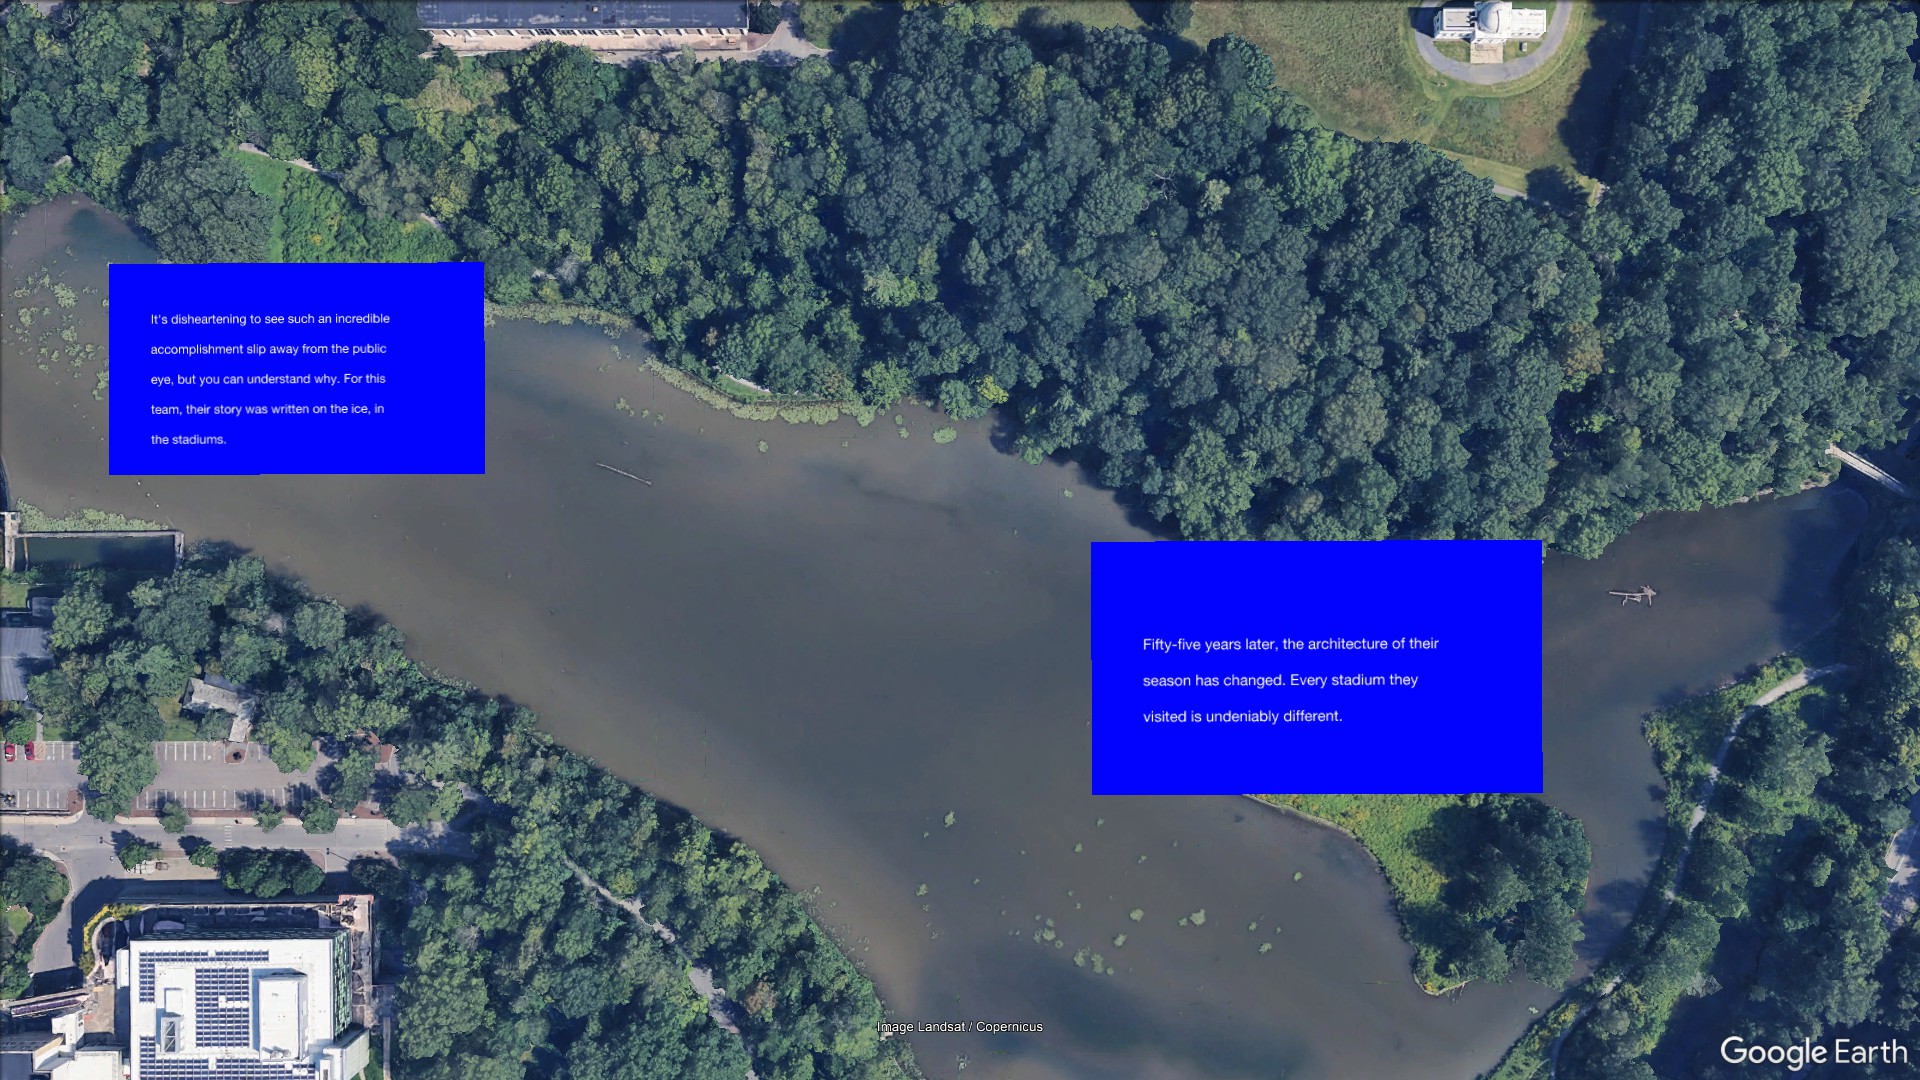 It's disheartening to see such an incredible
accomplishment slip away from the public
eye, but you can understand why. For this
team, their story was written on the ice, in
the stadiums.
Fifty-five years later, the architecture of their
season has changed. Every stadium they
visited is undeniably different.
Image Landsat / Copernicus
Google Earth